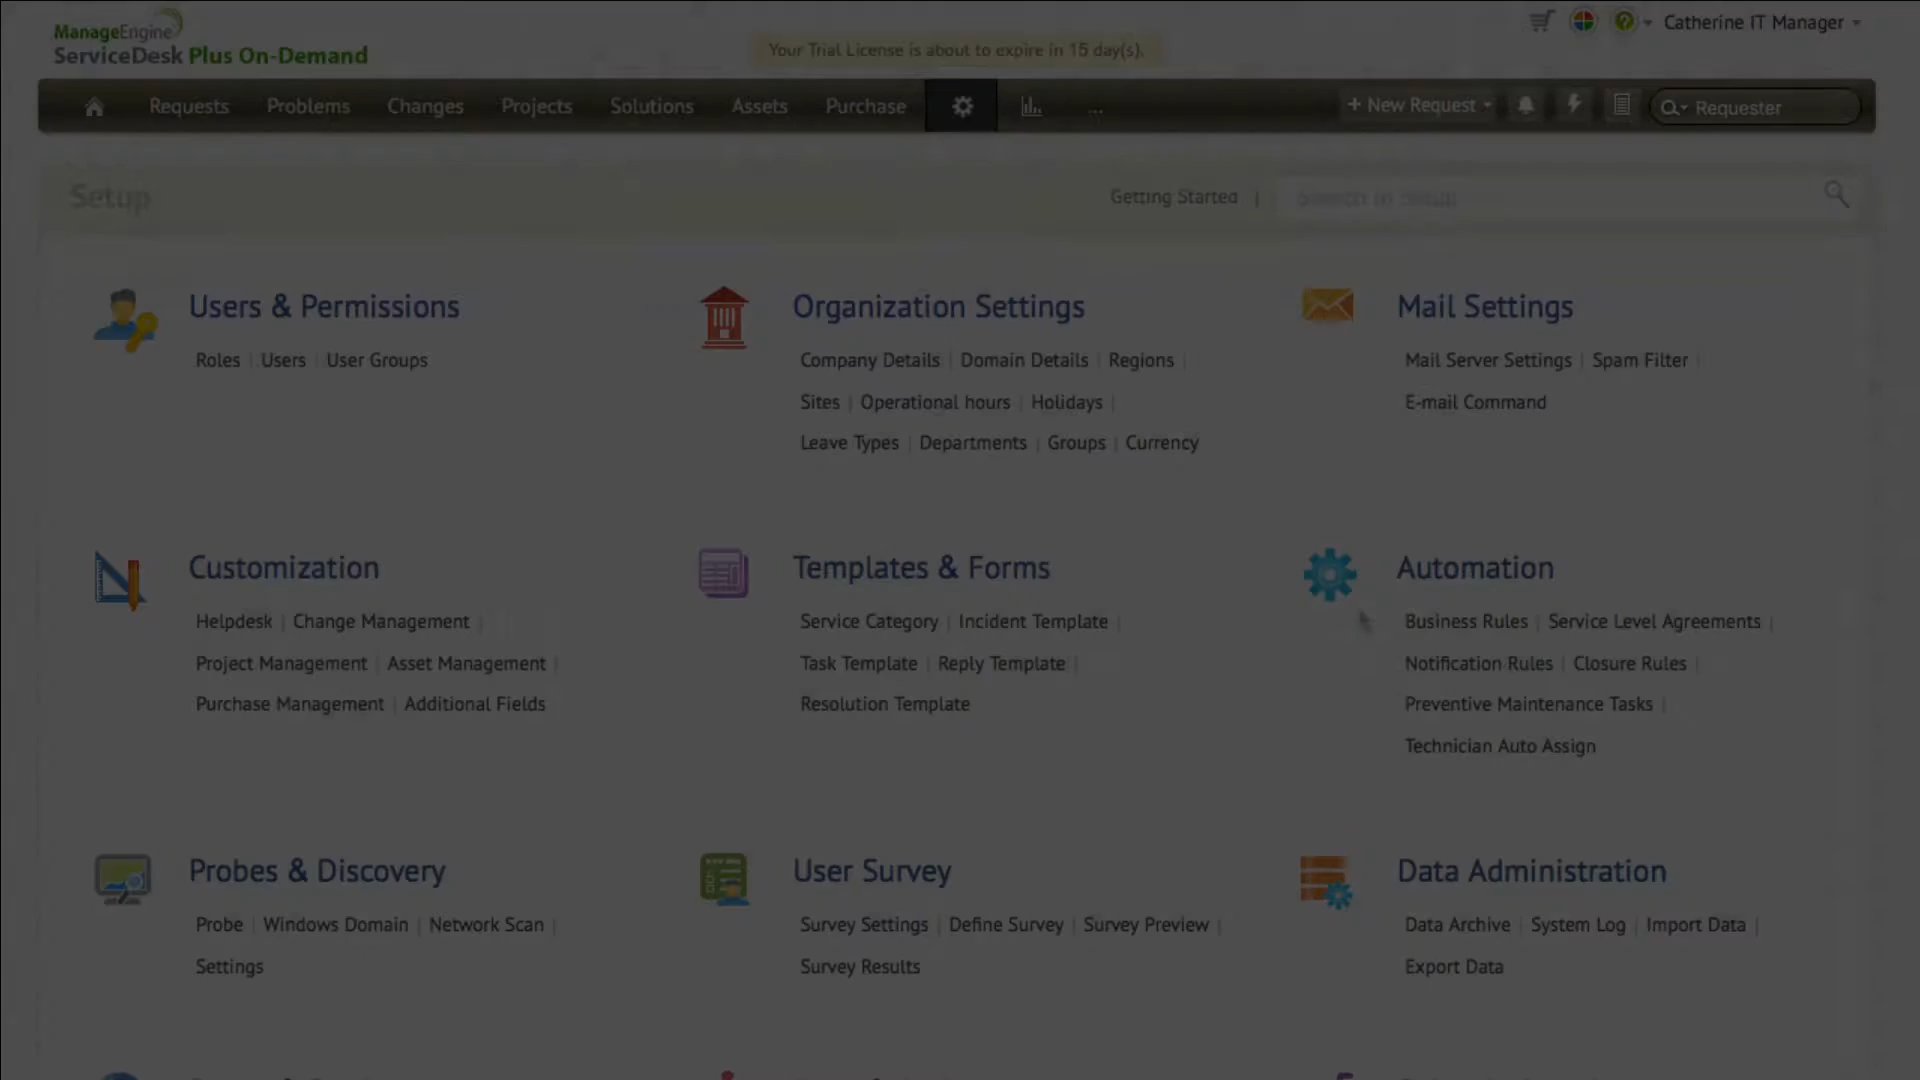 ManageEngine
ServiceDesk Plus On-Demand
Your Trial License is about to expire in 15 day(s).
Catherine IT Manager
Requests Problems Changes Projects Solutions Assets Purchase ... + New Request Requester
Setup
Getting Started | Search in Setup
Users & Permissions
Roles | Users | User Groups
Organization Settings
Company Details | Domain Details | Regions |
Sites | Operational hours | Holidays |
Leave Types | Departments | Groups | Currency
Mail Settings
Mail Server Settings | Spam Filter |
E-mail Command
Customization
Helpdesk | Change Management |
Project Management | Asset Management |
Purchase Management | Additional Fields
Templates & Forms
Service Category | Incident Template |
Task Template | Reply Template |
Resolution Template
Automation
Business Rules | Service Level Agreements |
Notification Rules | Closure Rules |
Preventive Maintenance Tasks |
Technician Auto Assign
Probes & Discovery
Probe | Windows Domain | Network Scan |
Settings
User Survey
Survey Settings | Define Survey | Survey Preview |
Survey Results
Data Administration
Data Archive | System Log | Import Data |
Export Data